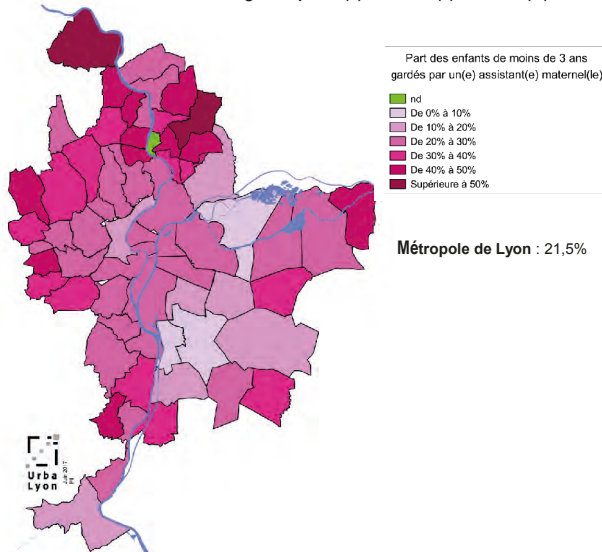 Part des enfants de moins de 3 ans
gardés par un(e) assistant(e) maternel(le)
nd
De 0% à 10%
De 10% à 20%
De 20% à 30%
De 30% à 40%
De 40% à 50%
Supérieure à 50%
Métropole de Lyon : 21,5%
Urba
Lyon
2017